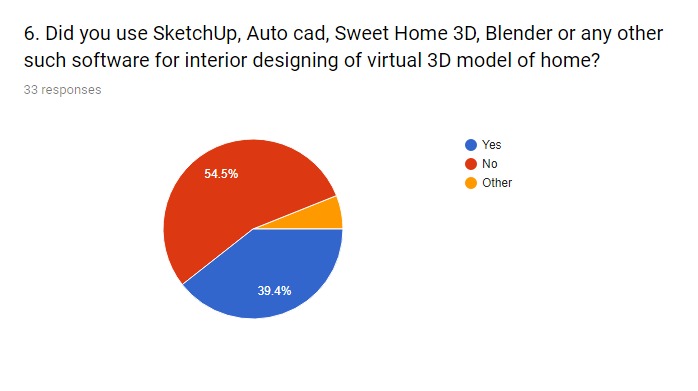 6. Did you use SketchUp, Auto cad, Sweet Home 3D, Blender or any other
such software for interior designing of virtual 3D model of home?
33 responses
Yes
54.5%
No
Other
39.4%